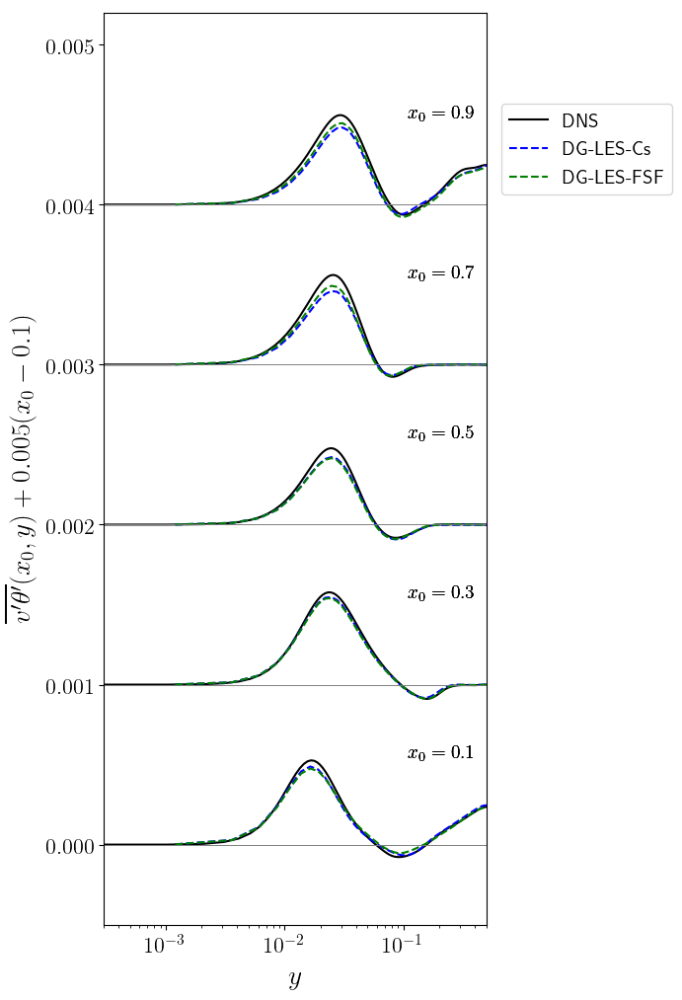 0.005
0.004
0.003
0.002
0.001
0.000
$\overline{v'\theta'}(x_0, y) + 0.005(x_0 - 0.1)$
$x_0 = 0.9$
$x_0 = 0.7$
$x_0 = 0.5$
$x_0 = 0.3$
$x_0 = 0.1$
$10^{-3}$ $10^{-2}$ $10^{-1}$
$y$
DNS
DG-LES-Cs
DG-LES-FSF